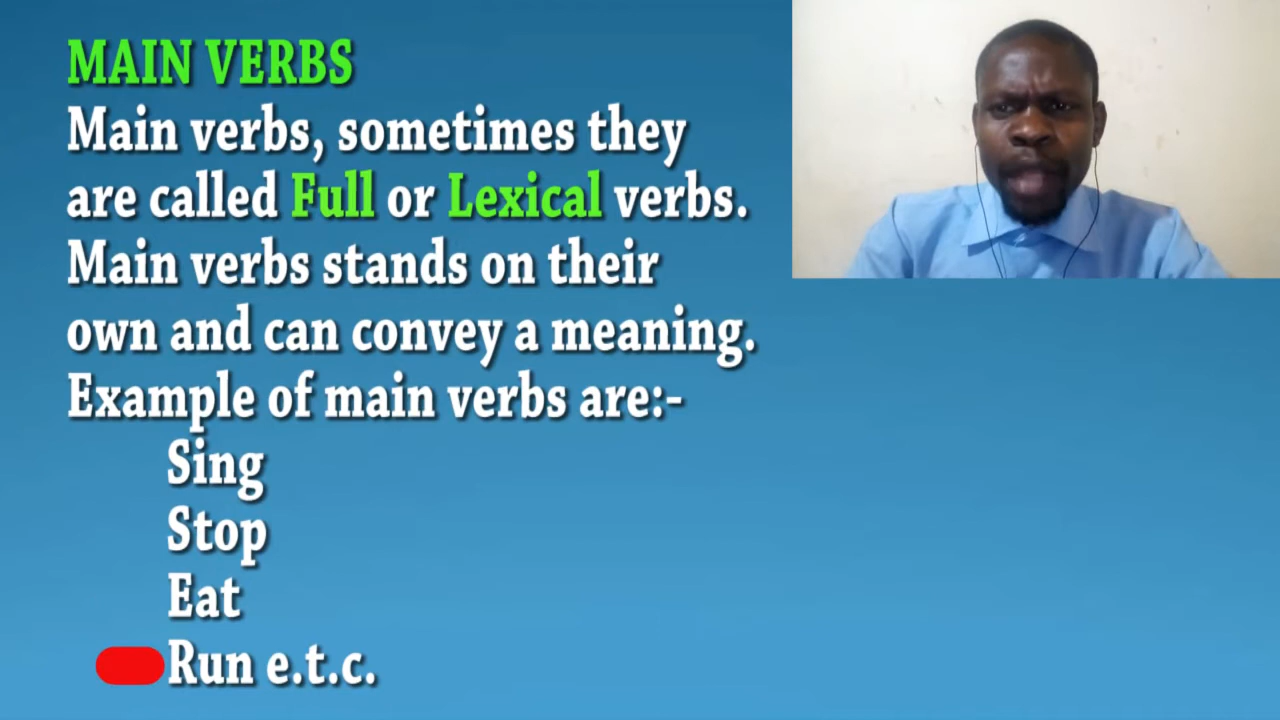 MAIN VERBS
Main verbs, sometimes they
are called Full or Lexical verbs.
Main verbs stands on their
own and can convey a meaning.
Example of main verbs are:-
Sing
Stop
Eat
Run e.t.c.